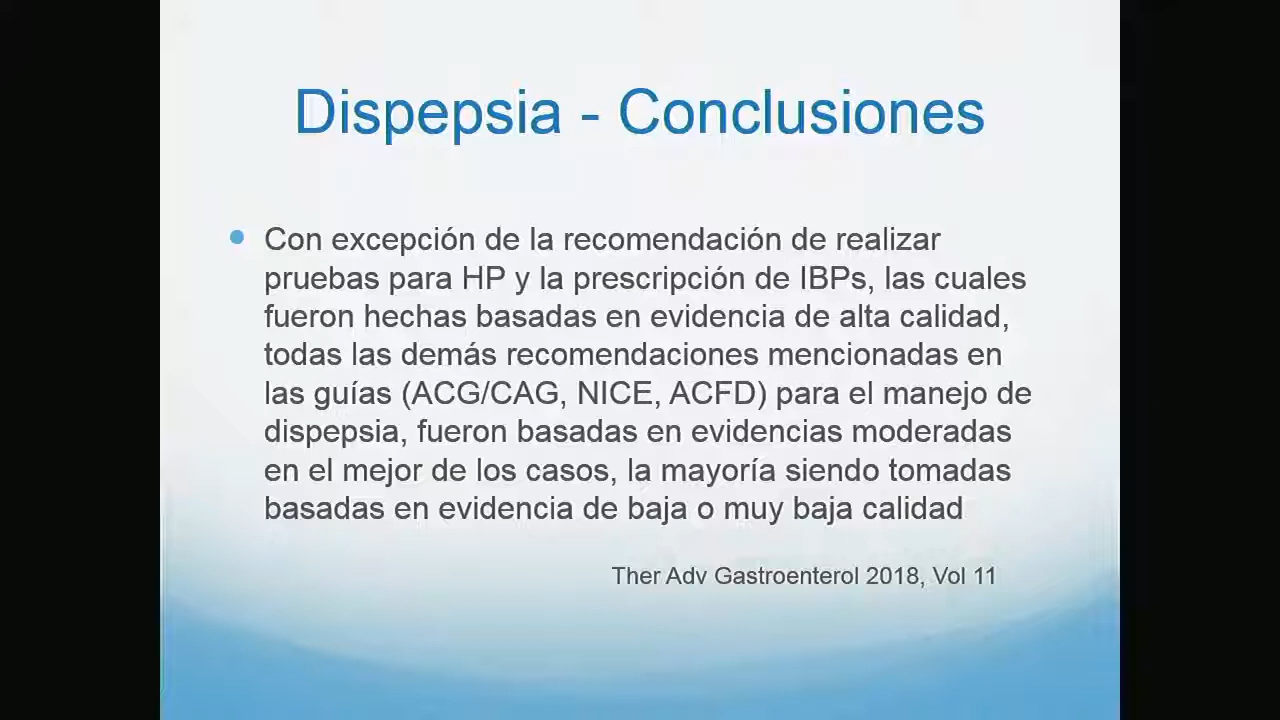 Dispepsia - Conclusiones
Con excepción de la recomendación de realizar
pruebas para HP y la prescripción de IBPs, las cuales
fueron hechas basadas en evidencia de alta calidad,
todas las demás recomendaciones mencionadas en
las guías (ACG/CAG, NICE, ACFD) para el manejo de
dispepsia, fueron basadas en evidencias moderadas
en el mejor de los casos, la mayoría siendo tomadas
basadas en evidencia de baja o muy baja calidad
Ther Adv Gastroenterol 2018, Vol 11